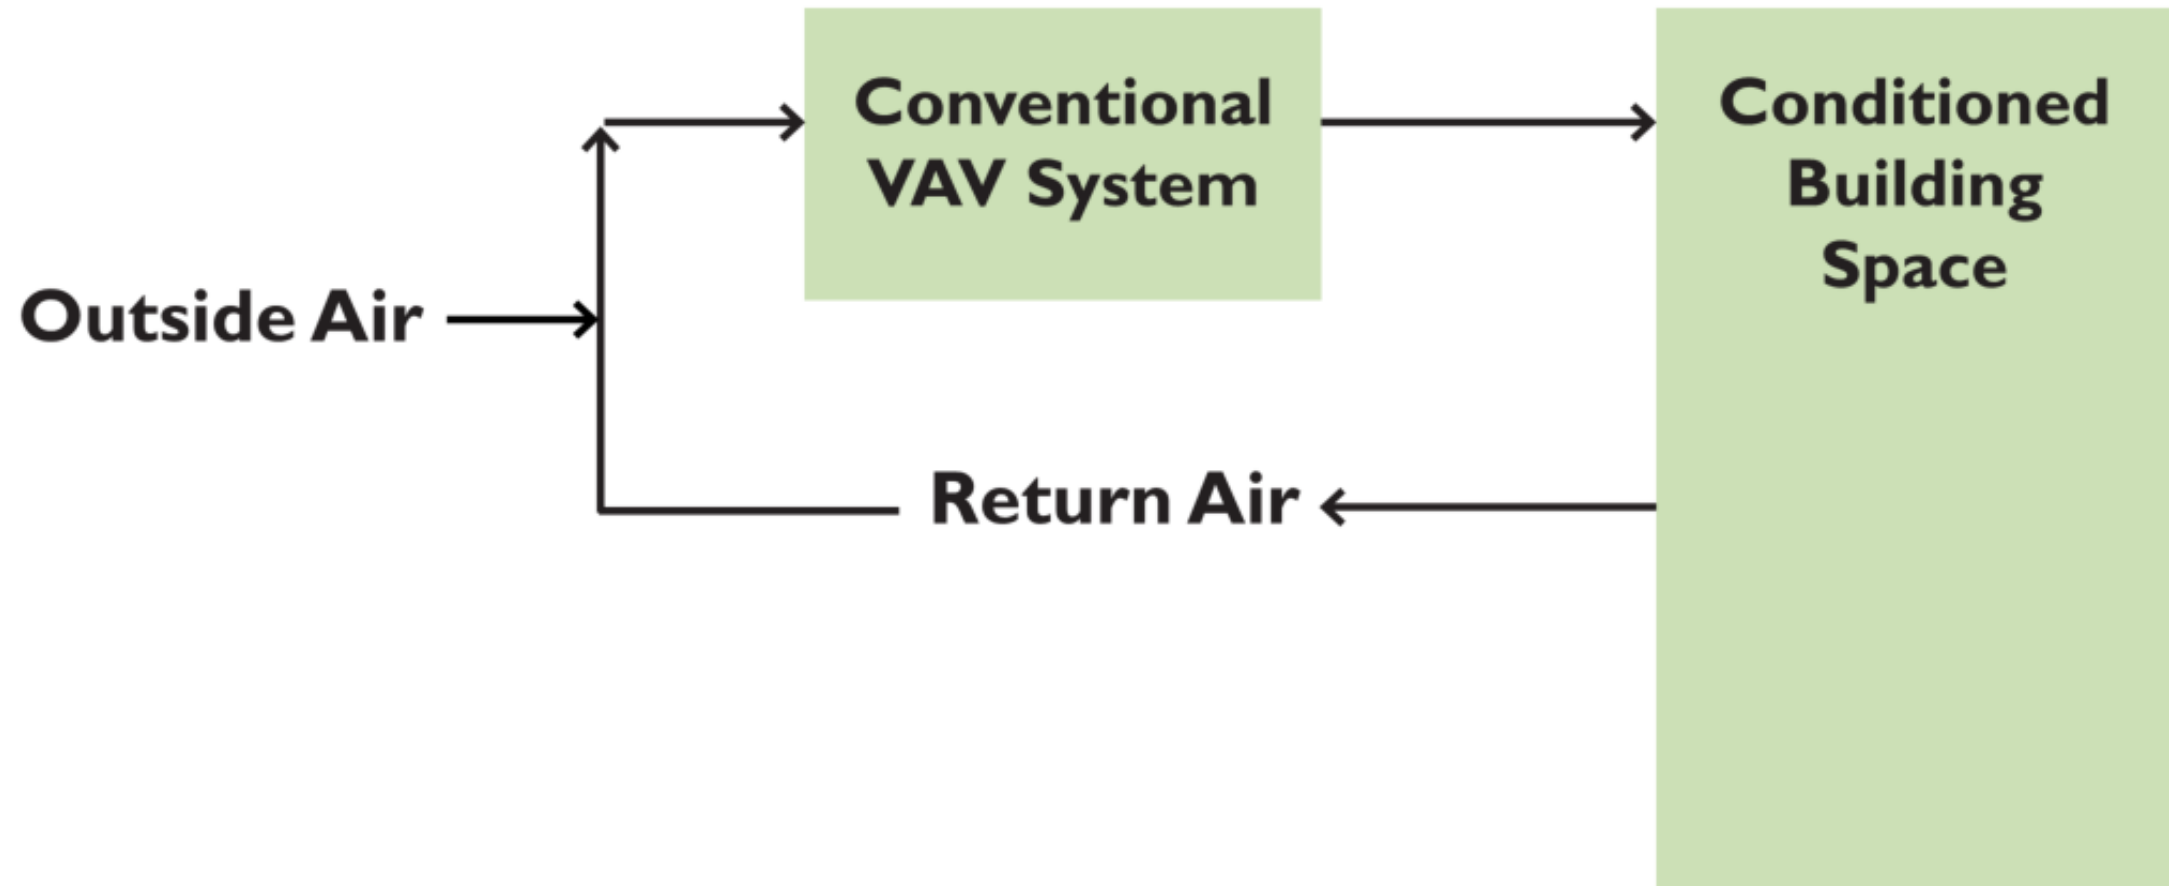 Conventional
VAV System
Conditioned
Building
Space
Outside Air
Return Air